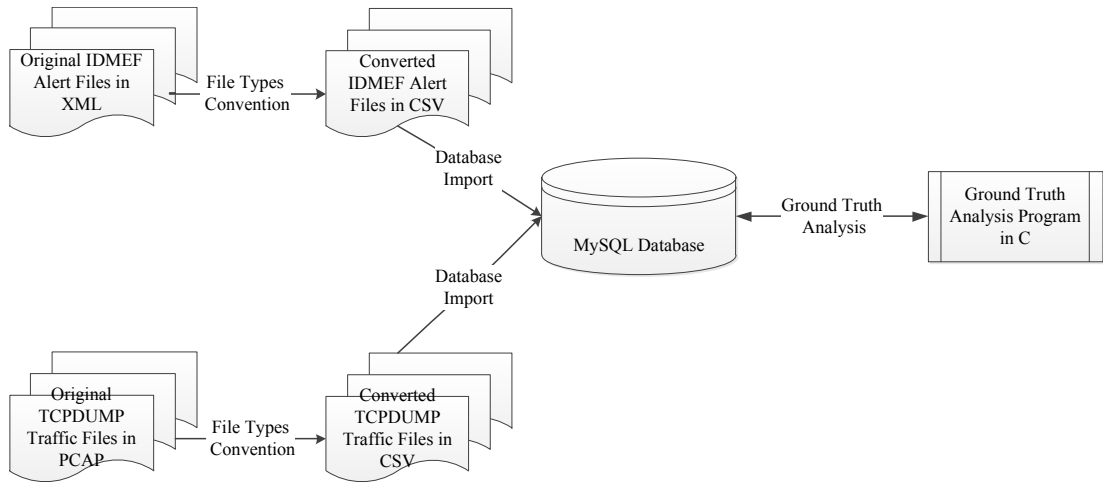 Original IDMEF
Alert Files in
XML
File Types
Convention
Converted
IDMEF Alert
Files in CSV
Database
Import
MySQL Database
Ground Truth
Analysis
Ground Truth
Analysis Program
in C
Database
Import
Original
TCPDUMP
Traffic Files in
PCAP
File Types
Convention
Converted
TCPDUMP
Traffic Files in
CSV